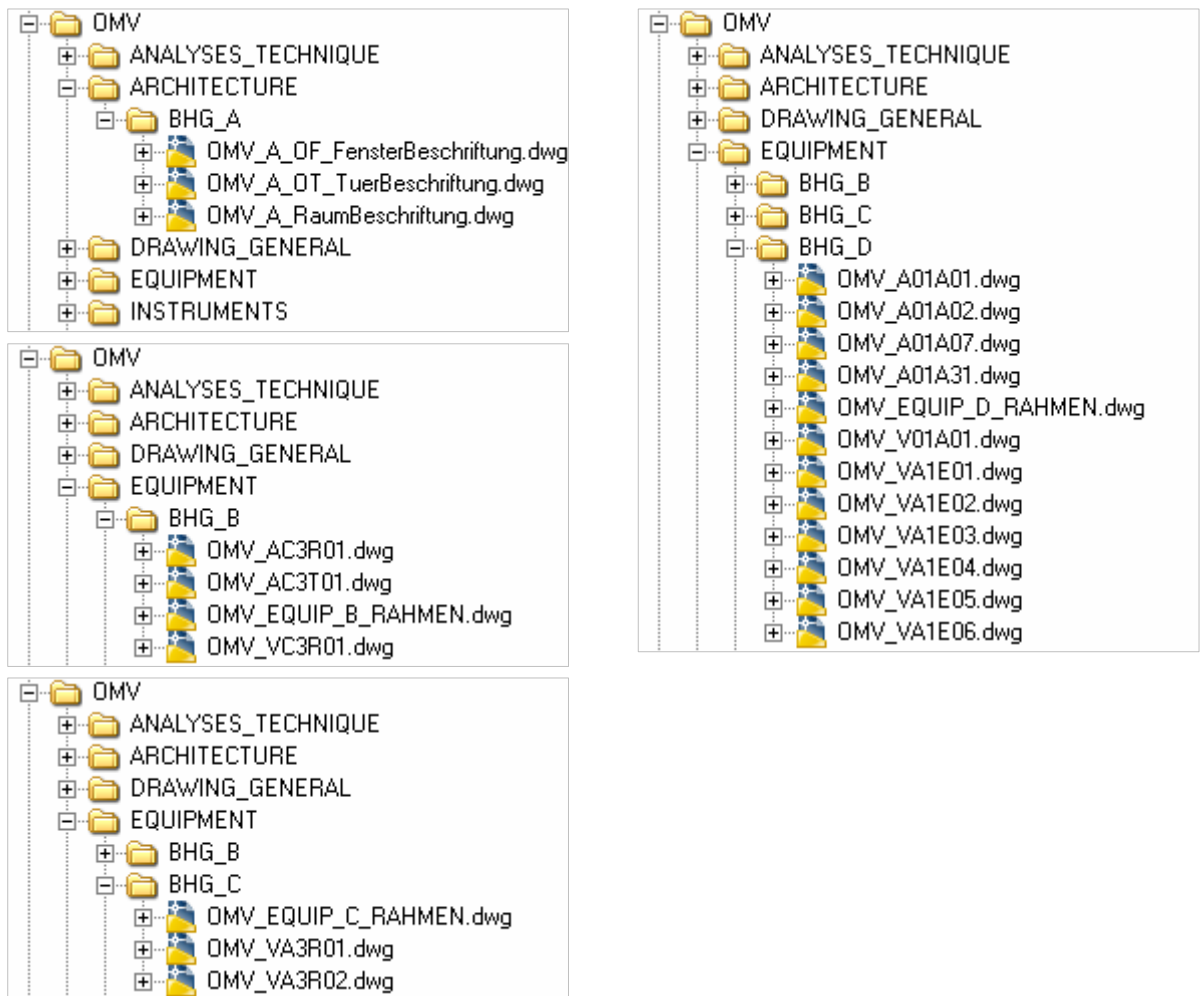 OMV
ANALYSES_TECHNIQUE
ARCHITECTURE
BHG_A
OMV_A_OF_FensterBeschriftung.dwg
OMV_A_OT_TuerBeschriftung.dwg
OMV_A_RaumBeschriftung.dwg
DRAWING_GENERAL
EQUIPMENT
INSTRUMENTS
OMV
ANALYSES_TECHNIQUE
ARCHITECTURE
DRAWING_GENERAL
EQUIPMENT
BHG_B
OMV_AC3R01.dwg
OMV_AC3T01.dwg
OMV_EQUIP_B_RAHMEN.dwg
OMV_VC3R01.dwg
OMV
ANALYSES_TECHNIQUE
ARCHITECTURE
DRAWING_GENERAL
EQUIPMENT
BHG_B
BHG_C
OMV_EQUIP_C_RAHMEN.dwg
OMV_VA3R01.dwg
OMV_VA3R02.dwg
OMV
ANALYSES_TECHNIQUE
ARCHITECTURE
DRAWING_GENERAL
EQUIPMENT
BHG_B
BHG_C
BHG_D
OMV_A01A01.dwg
OMV_A01A02.dwg
OMV_A01A07.dwg
OMV_A01A31.dwg
OMV_EQUIP_D_RAHMEN.dwg
OMV_V01A01.dwg
OMV_VA1E01.dwg
OMV_VA1E02.dwg
OMV_VA1E03.dwg
OMV_VA1E04.dwg
OMV_VA1E05.dwg
OMV_VA1E06.dwg